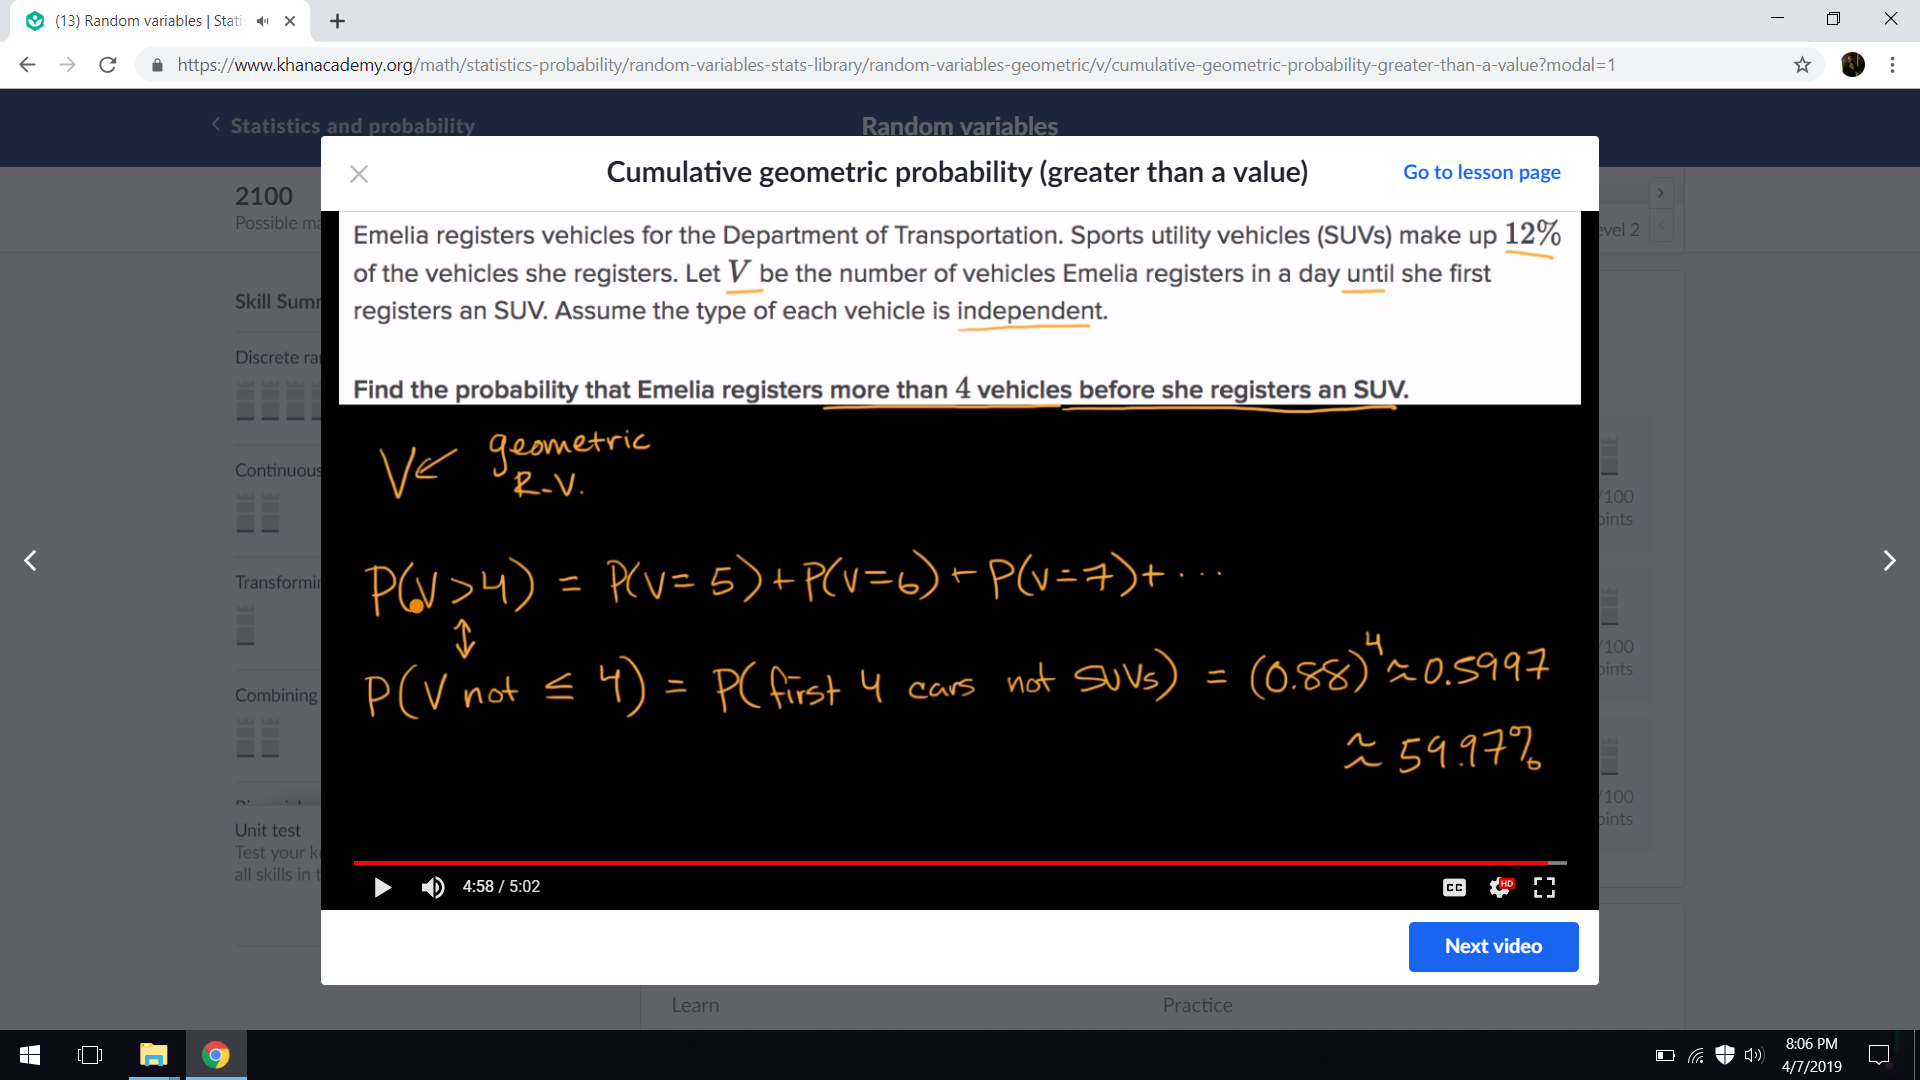 (13) Random variables | Stati
https://www.khanacademy.org/math/statistics-probability/random-variables-stats-library/random-variables-geometric/v/cumulative-geometric-probability-greater-than-a-value?modal=1
Statistics and probability
Random variables
Cumulative geometric probability (greater than a value)
Go to lesson page
2100
Possible ma
evel 2
Emelia registers vehicles for the Department of Transportation. Sports utility vehicles (SUVs) make up 12%
of the vehicles she registers. Let V be the number of vehicles Emelia registers in a day until she first
registers an SUV. Assume the type of each vehicle is independent.
Find the probability that Emelia registers more than 4 vehicles before she registers an SUV.
Skill Summ
Discrete ra
Continuous
Transformin
Combining
Unit test
Test your k
all skills in t
V ← geometric
R.V.
P(V > 4) = P(V = 5) + P(V = 6) + P(V = 7) + ...
↕
P(V not ≤ 4) = P(first 4 cars not SUVs) = (0.88)⁴ ≈ 0.5997
≈ 59.97%
/100
oints
/100
oints
/100
oints
4:58 / 5:02
CC
HD
Next video
Learn
Practice
8:06 PM
4/7/2019